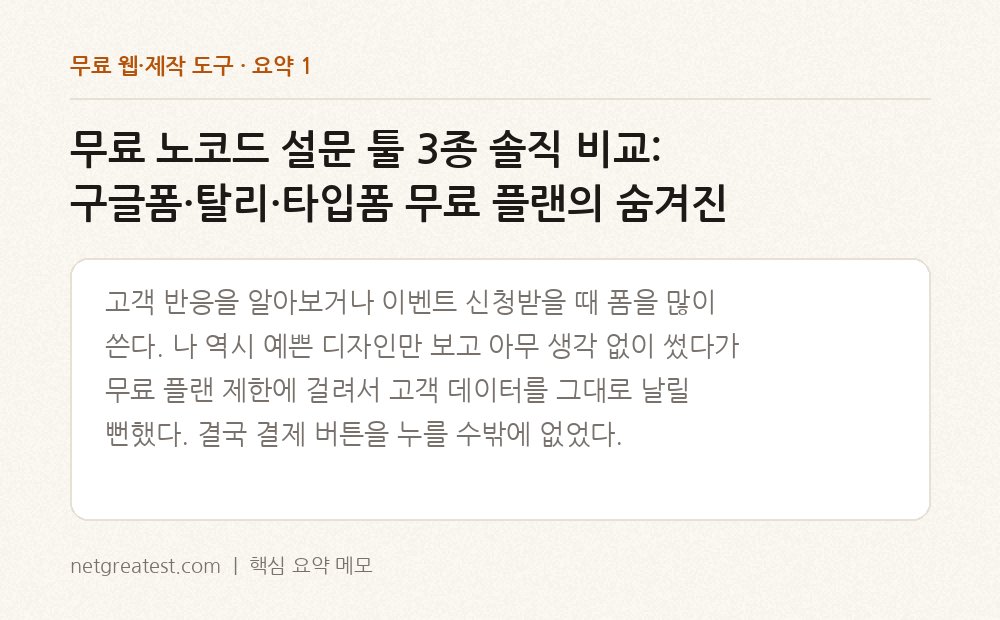 무료 웹·제작 도구 · 요약 1
무료 노코드 설문 툴 3종 솔직 비교:
구글폼·탈리·타입폼 무료 플랜의 숨겨진
고객 반응을 알아보거나 이벤트 신청받을 때 폼을 많이
쓴다. 나 역시 예쁜 디자인만 보고 아무 생각 없이 썼다가
무료 플랜 제한에 걸려서 고객 데이터를 그대로 날릴
뻔했다. 결국 결제 버튼을 누를 수밖에 없었다.
netgreatest.com | 핵심 요약 메모